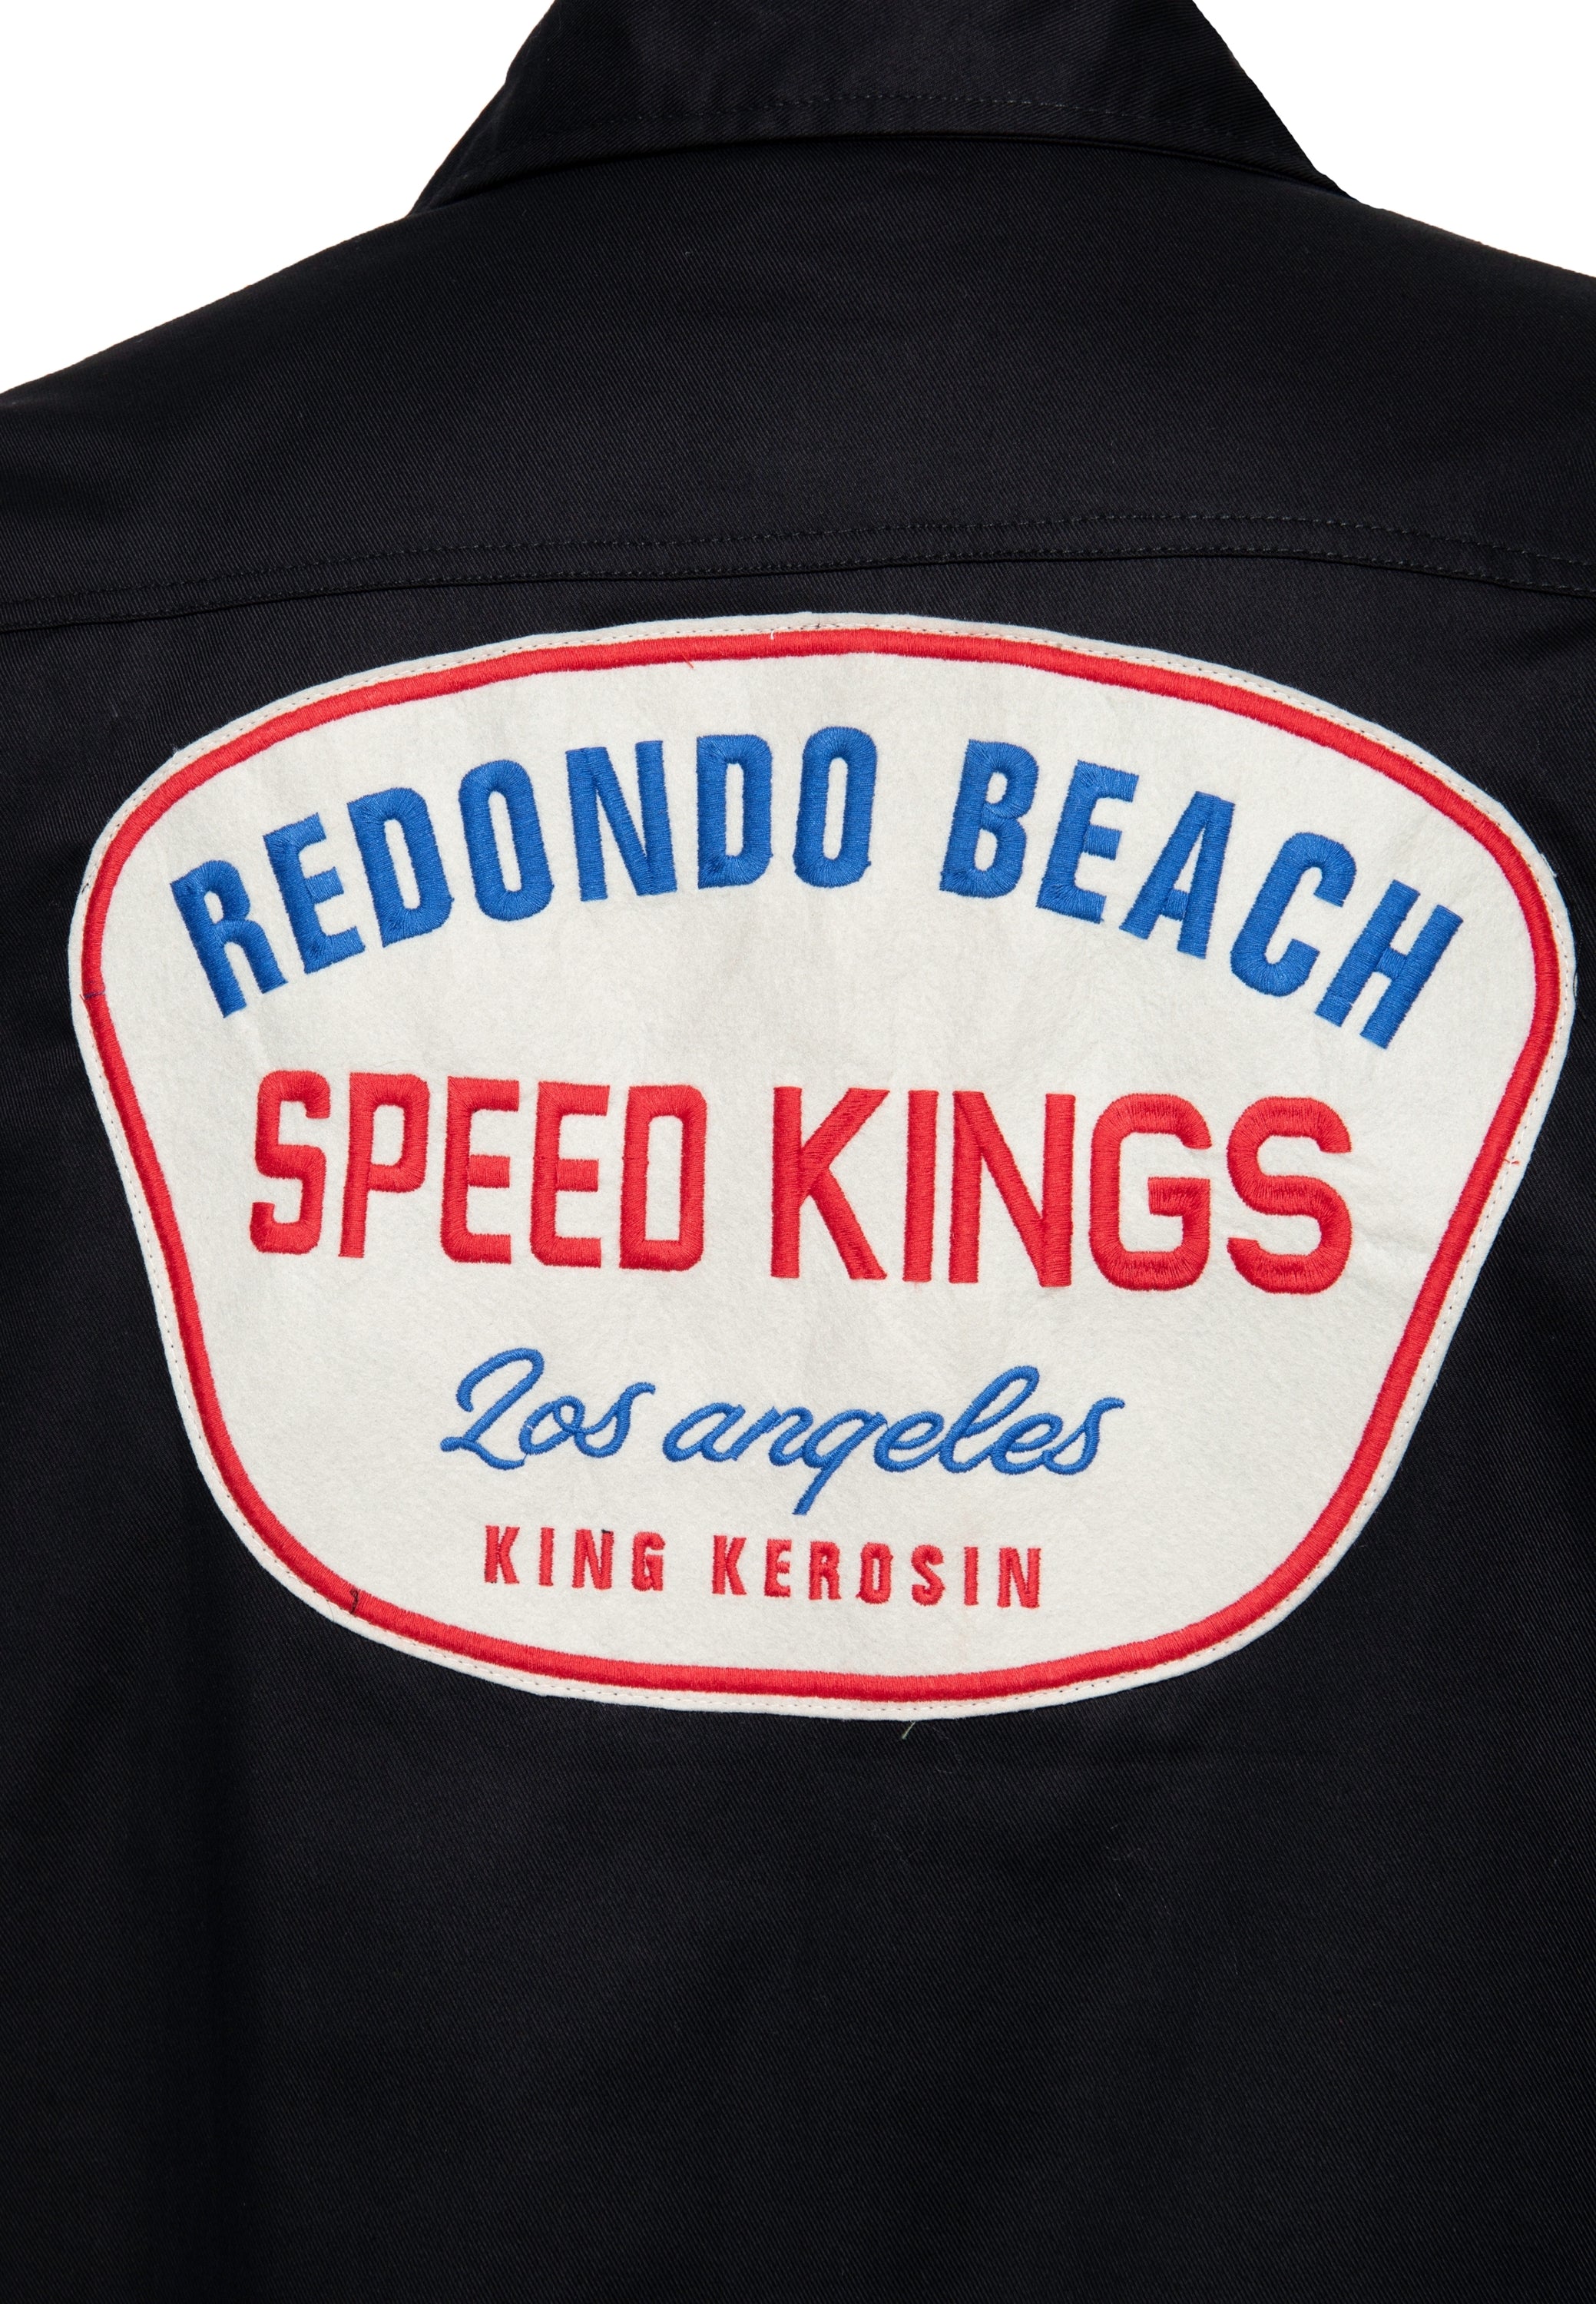 REDONDO BEACH
SPEED KINGS
Los angeles
KING KEROSIN